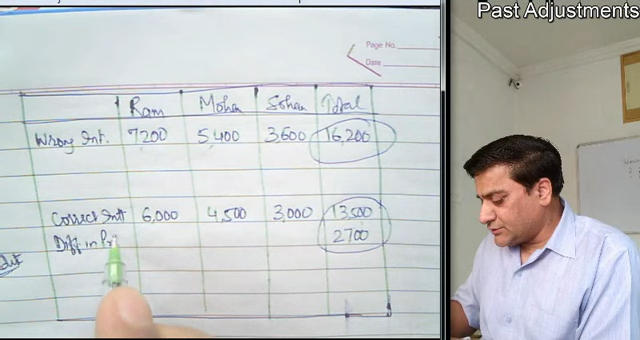 Past Adjustments
Page No.
Date
Ram Mohan Sohan Total
Wrong Int. 7200 5,400 3,600 16,200
Correct Int 6,000 4,500 3,000 13,500
Diff in 2700